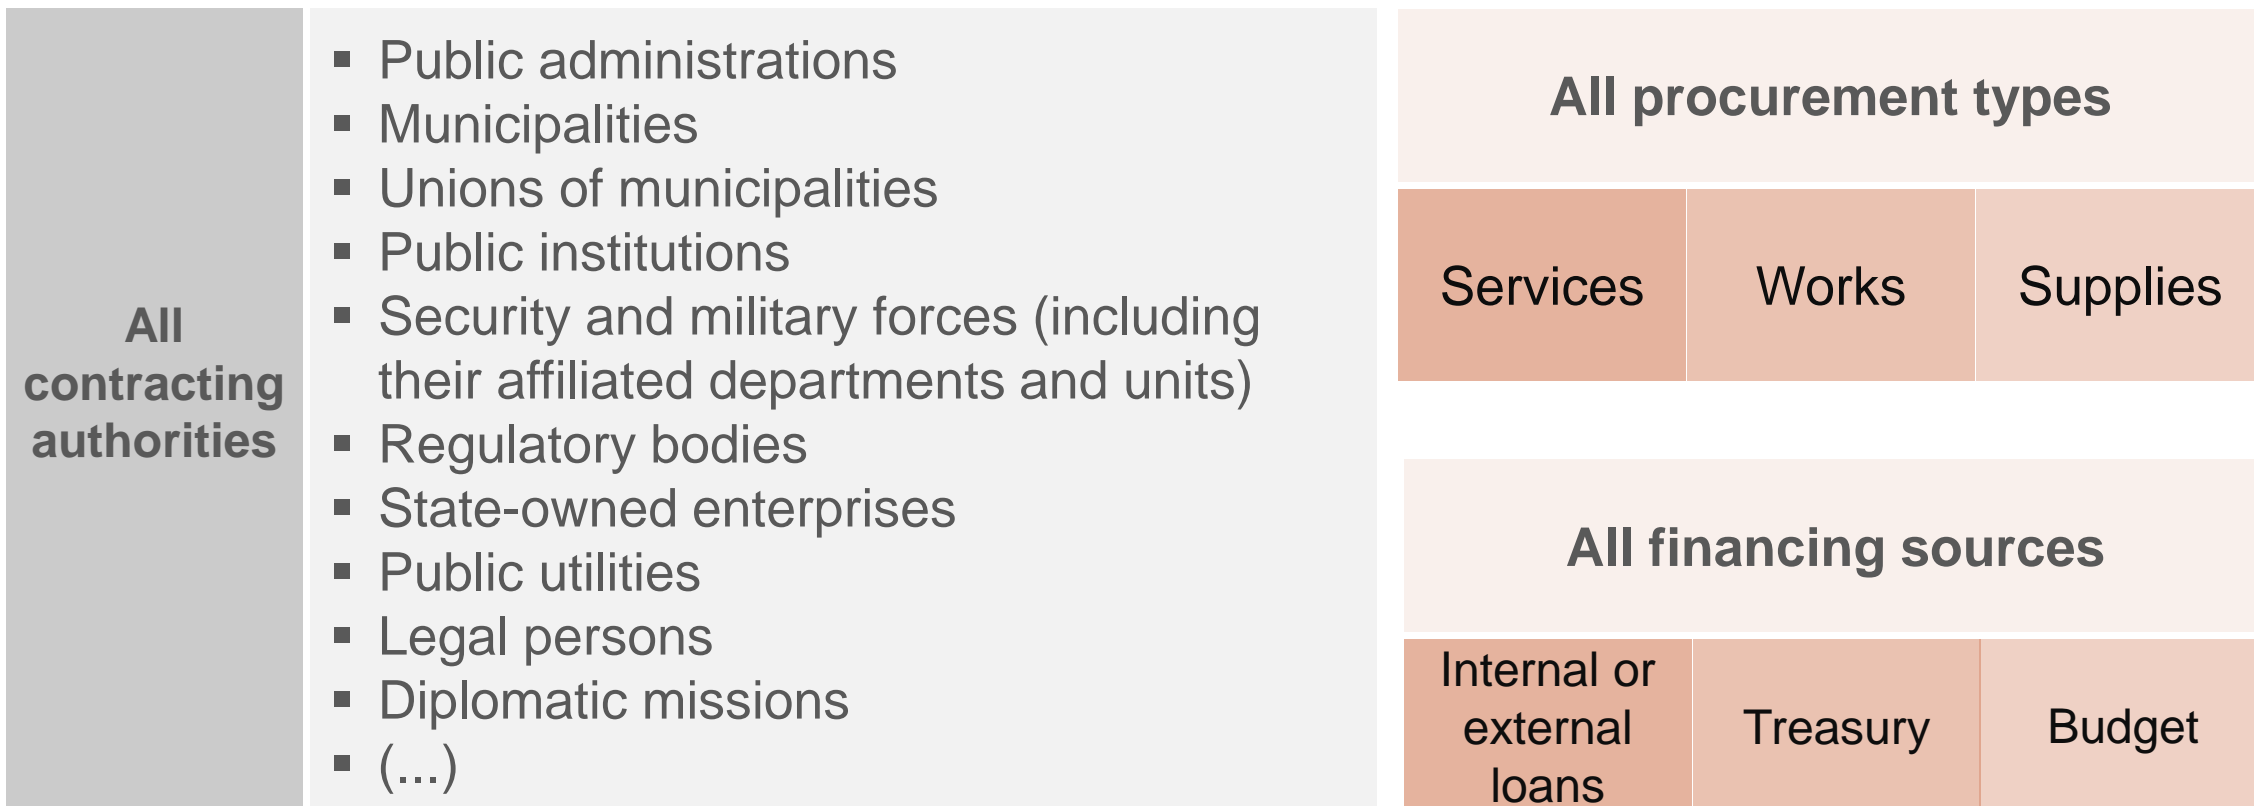 All
contracting
authorities
▪ Public administrations
▪ Municipalities
▪ Unions of municipalities
▪ Public institutions
▪ Security and military forces (including
their affiliated departments and units)
▪ Regulatory bodies
▪ State-owned enterprises
▪ Public utilities
▪ Legal persons
▪ Diplomatic missions
▪ (...)
All procurement types
Services Works Supplies
All financing sources
Internal or
external
loans
Treasury
Budget